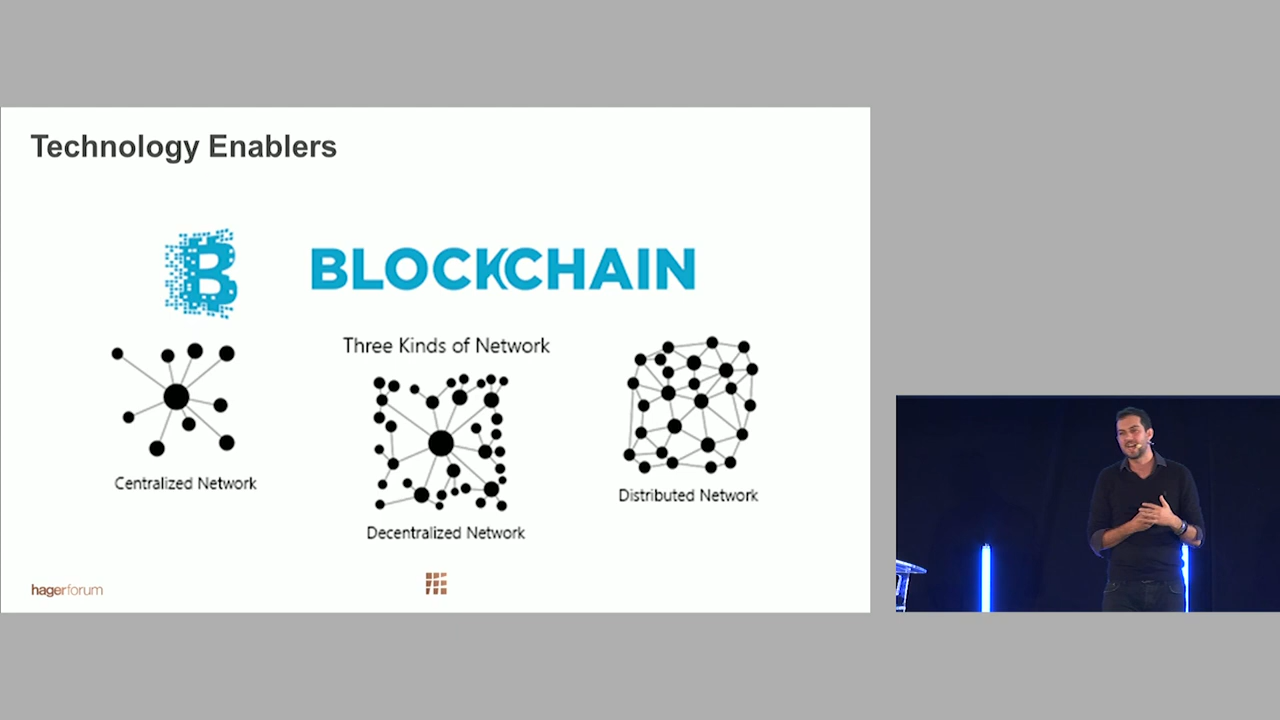 Technology Enablers
B
BLOCKCHAIN
Three Kinds of Network
Centralized Network
Decentralized Network
Distributed Network
hagerforum